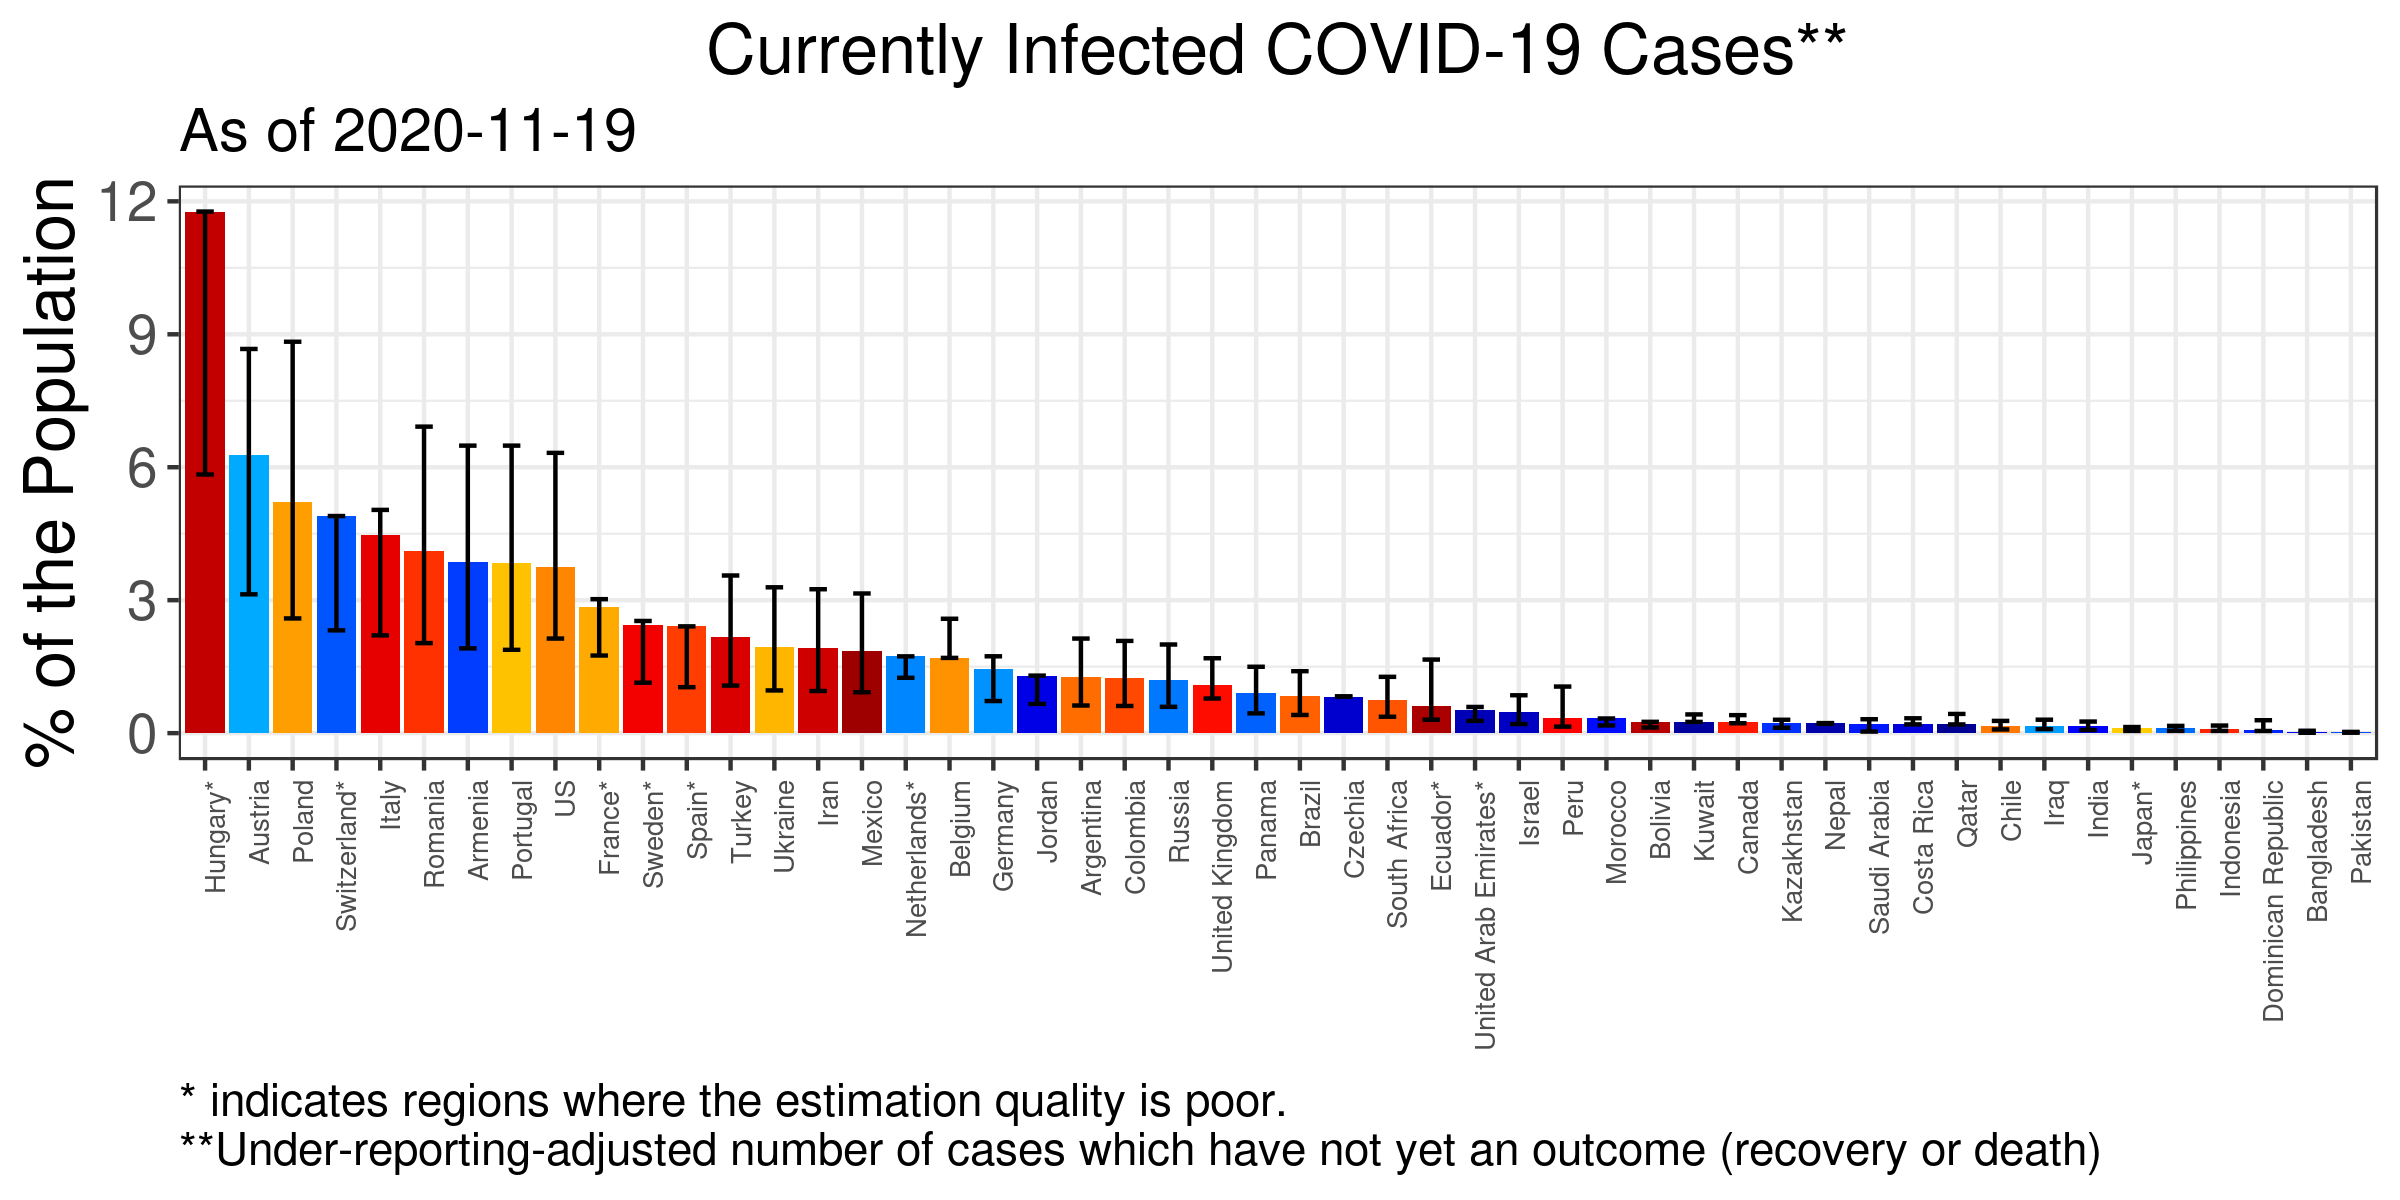 Currently Infected COVID-19 Cases**
As of 2020-11-19
% of the Population
12
9
6
3
0
Hungary*
Austria
Poland
Switzerland*
Italy
Romania
Armenia
Portugal
US
France*
Sweden*
Spain*
Turkey
Ukraine
Iran
Mexico
Netherlands*
Belgium
Germany
Jordan
Argentina
Colombia
Russia
United Kingdom
Panama
Brazil
Czechia
South Africa
Ecuador*
United Arab Emirates*
Israel
Peru
Morocco
Bolivia
Kuwait
Canada
Kazakhstan
Nepal
Saudi Arabia
Costa Rica
Qatar
Chile
Iraq
India
Japan*
Philippines
Indonesia
Dominican Republic
Bangladesh
Pakistan
* indicates regions where the estimation quality is poor.
**Under-reporting-adjusted number of cases which have not yet an outcome (recovery or death)